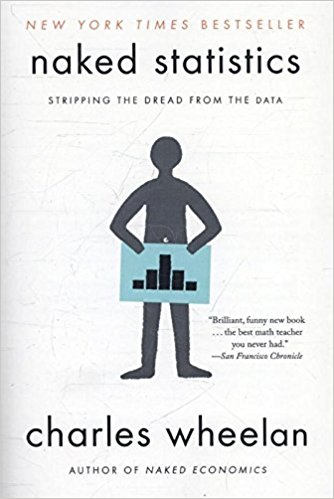 NEW YORK TIMES BESTSELLER
naked statistics
STRIPPING THE DREAD FROM THE DATA
"Brilliant, funny new book
... the best math teacher
you never had."
—San Francisco Chronicle
charles wheelan
AUTHOR OF NAKED ECONOMICS